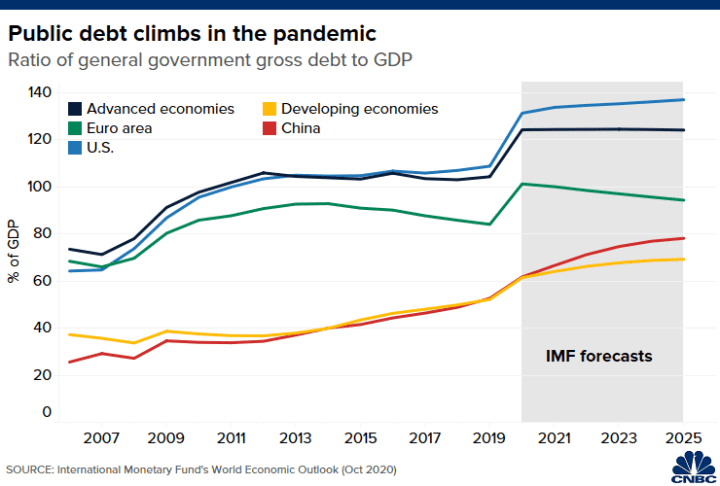 Public debt climbs in the pandemic
Ratio of general government gross debt to GDP
140
120
100
80
60
40
20
0
% of GDP
Advanced economies
Developing economies
Euro area
China
U.S.
IMF forecasts
2007
2009
2011
2013
2015
2017
2019
2021
2023
2025
SOURCE: International Monetary Fund's World Economic Outlook (Oct 2020)
CNBC